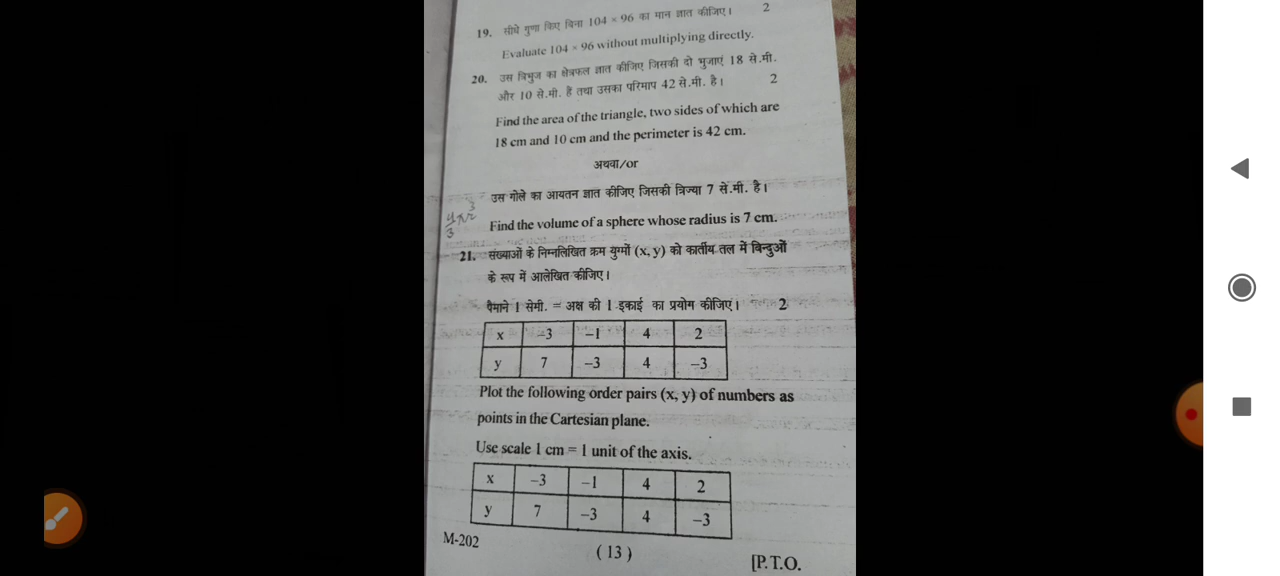 19. सीधे गुणा किए बिना 104 × 96 का मान ज्ञात कीजिए। 2
Evaluate 104 × 96 without multiplying directly.
20. उस त्रिभुज का क्षेत्रफल ज्ञात कीजिए जिसकी दो भुजाएं 18 से.मी.
और 10 से.मी. हैं तथा उसका परिमाप 42 से.मी. है। 2
Find the area of the triangle, two sides of which are
18 cm and 10 cm and the perimeter is 42 cm.
अथवा/or
उस गोले का आयतन ज्ञात कीजिए जिसकी त्रिज्या 7 से.मी. है।
4/3 πr³
Find the volume of a sphere whose radius is 7 cm.
21. संख्याओं के निम्नलिखित क्रम युग्मों (x, y) को कार्तीय तल में बिन्दुओं
के रूप में आलेखित कीजिए।
पैमाने 1 सेमी. = अक्ष की 1 इकाई का प्रयोग कीजिए। 2
x –3 –1 4 2
y 7 –3 4 –3
Plot the following order pairs (x, y) of numbers as
points in the Cartesian plane.
Use scale 1 cm = 1 unit of the axis.
x –3 –1 4 2
y 7 –3 4 –3
M-202
( 13 )
[P.T.O.